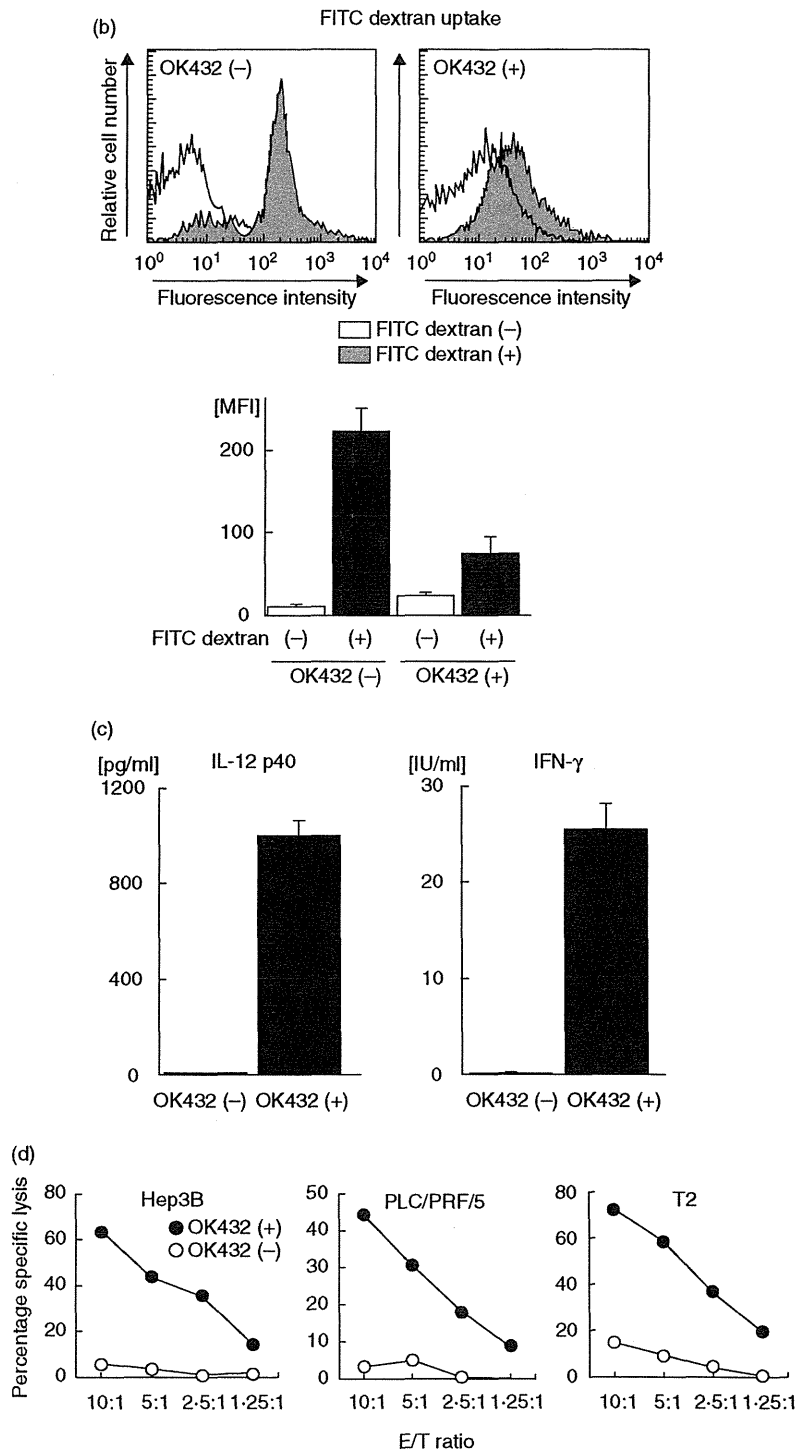 (b)
FITC dextran uptake
OK432 (–)
OK432 (+)
Relative cell number
10⁰ 10¹ 10² 10³ 10⁴
10⁰ 10¹ 10² 10³ 10⁴
Fluorescence intensity
Fluorescence intensity
FITC dextran (–)
FITC dextran (+)
[MFI]
200
100
0
FITC dextran (–) (+) (–) (+)
OK432 (–) OK432 (+)
(c)
[pg/ml] IL-12 p40
1200
800
400
0
OK432 (–) OK432 (+)
[IU/ml] IFN-γ
30
20
10
0
OK432 (–) OK432 (+)
(d)
Percentage specific lysis
Hep3B
OK432 (+)
OK432 (–)
80
60
40
20
0
10:1 5:1 2·5:1 1·25:1
PLC/PRF/5
50
40
30
20
10
0
10:1 5:1 2·5:1 1·25:1
T2
80
60
40
20
0
10:1 5:1 2·5:1 1·25:1
E/T ratio